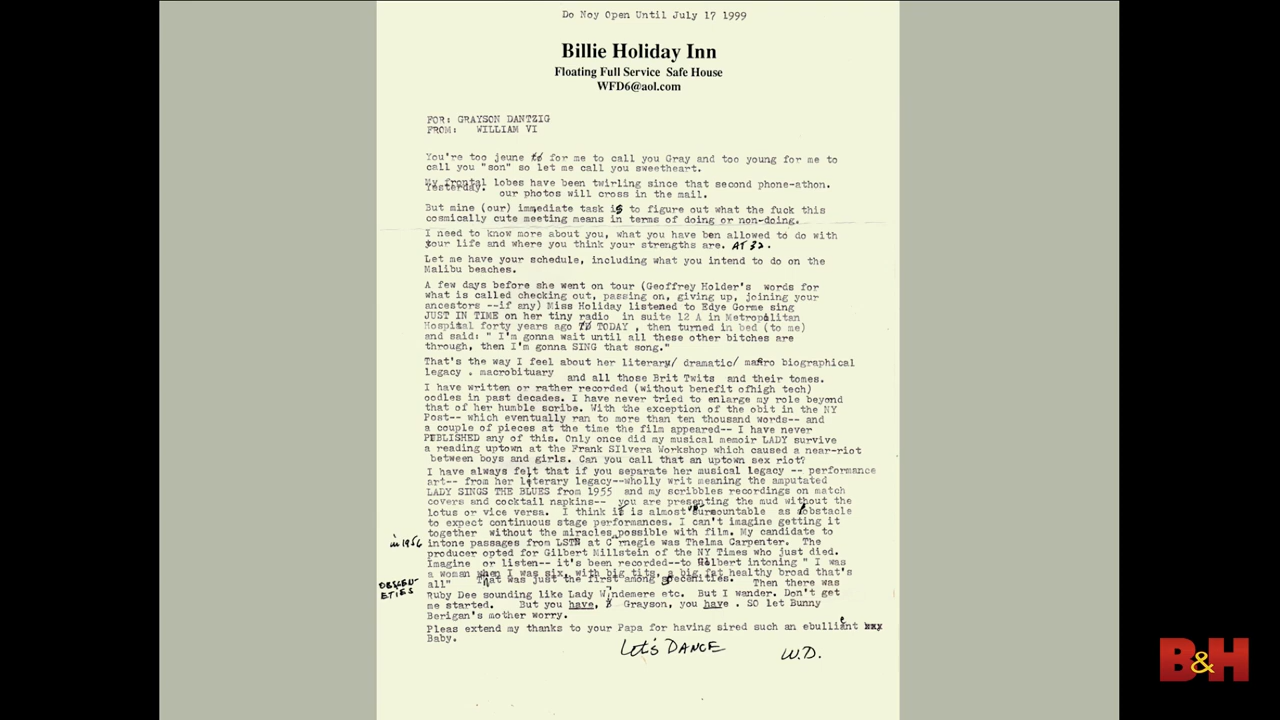 Do Noy Open Until July 17 1999
Billie Holiday Inn
Floating Full Service Safe House
WFD6@aol.com
FOR: GRAYSON DANTZIG
FROM: WILLIAM VI
You're too jeune for me to call you Gray and too young for me to
call you "son" so let me call you sweetheart.
My frontal lobes have been twirling since that second phone-athon.
Yesterday. our photos will cross in the mail.
But mine (our) immediate task is to figure out what the fuck this
cosmically cute meeting means in terms of doing or non-doing.
I need to know more about you, what you have ben allowed to do with
your life and where you think your strengths are. AT 32.
Let me have your schedule, including what you intend to do on the
Malibu beaches.
A few days before she went on tour (Geoffrey Holder's words for
what is called checking out, passing on, giving up, joining your
ancestors --if any) Miss Holiday listened to Edye Gorme sing
JUST IN TIME on her tiny radio in suite 12 A in Metropolitan
Hospital forty years ago TO TODAY , then turned in bed (to me)
and said: " I'm gonna wait until all these other bitches are
through, then I'm gonna SING that song."
That's the way I feel about her literary/ dramatic/ macro biographical
legacy . macrobituary and all those Brit Twits and their tomes.
I have written or rather recorded (without benefit ofhigh tech)
oodles in past decades. I have never tried to enlarge my role beyond
that of her humble scribe. With the exception of the obit in the NY
Post-- which eventually ran to more than ten thousand words-- and
a couple of pieces at the time the film appeared-- I have never
PUBLISHED any of this. Only once did my musical memoir LADY survive
a reading uptown at the Frank SIlvera Workshop which caused a near-riot
between boys and girls. Can you call that an uptown sex riot?
I have always felt that if you separate her musical legacy -- performance
art-- from her literary legacy--wholly writ meaning the amputated
LADY SINGS THE BLUES from 1955 and my scribbles recordings on match
covers and cocktail napkins-- you are presenting the mud without the
lotus or vice versa. I think it is almost surmountable as obstacle
to expect continuous stage performances. I can't imagine getting it
together without the miracles possible with film. My candidate to
in 1956 intone passages from LSTB at Carnegie was Thelma Carpenter. The
producer opted for Gilbert Millstein of the NY Times who just died.
Imagine or listen-- it's been recorded--to Gilbert intoning " I was
a woman when I was six, with big tits, a big fat healthy broad that's
all" That was just the first among specenities. Then there was
OBSCEN-
ETIES
Ruby Dee sounding like Lady Windemere etc. But I wander. Don't get
me started. But you have, Grayson, you have . SO let Bunny
Berigan's mother worry.
Pleas extend my thanks to your Papa for having sired such an ebullient
Baby.
Let's DANCE
W.D.
B&H